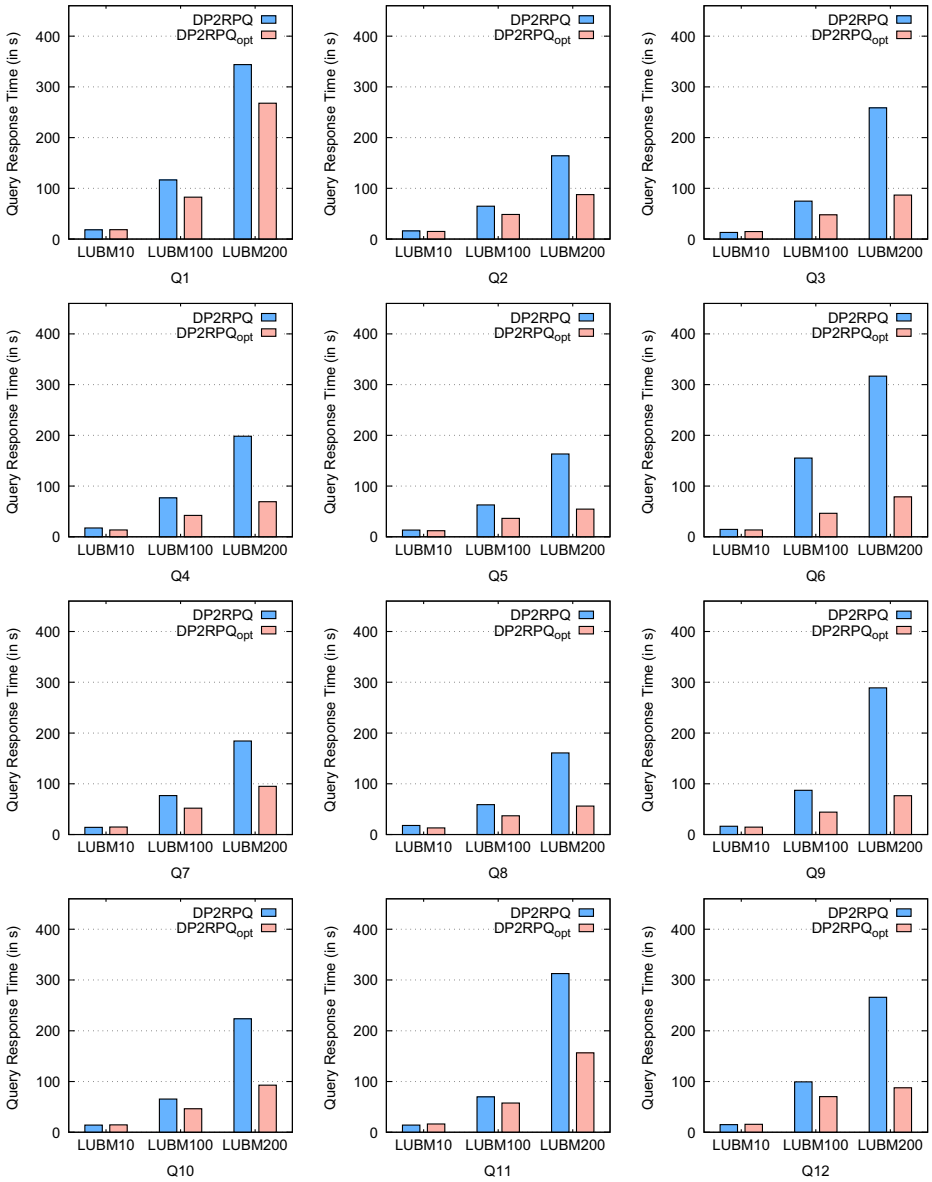 DP2RPQ
DP2RPQopt
Query Response Time (in s)
400
300
200
100
0
LUBM10 LUBM100 LUBM200
Q1
DP2RPQ
DP2RPQopt
Query Response Time (in s)
400
300
200
100
0
LUBM10 LUBM100 LUBM200
Q2
DP2RPQ
DP2RPQopt
Query Response Time (in s)
400
300
200
100
0
LUBM10 LUBM100 LUBM200
Q3
DP2RPQ
DP2RPQopt
Query Response Time (in s)
400
300
200
100
0
LUBM10 LUBM100 LUBM200
Q4
DP2RPQ
DP2RPQopt
Query Response Time (in s)
400
300
200
100
0
LUBM10 LUBM100 LUBM200
Q5
DP2RPQ
DP2RPQopt
Query Response Time (in s)
400
300
200
100
0
LUBM10 LUBM100 LUBM200
Q6
DP2RPQ
DP2RPQopt
Query Response Time (in s)
400
300
200
100
0
LUBM10 LUBM100 LUBM200
Q7
DP2RPQ
DP2RPQopt
Query Response Time (in s)
400
300
200
100
0
LUBM10 LUBM100 LUBM200
Q8
DP2RPQ
DP2RPQopt
Query Response Time (in s)
400
300
200
100
0
LUBM10 LUBM100 LUBM200
Q9
DP2RPQ
DP2RPQopt
Query Response Time (in s)
400
300
200
100
0
LUBM10 LUBM100 LUBM200
Q10
DP2RPQ
DP2RPQopt
Query Response Time (in s)
400
300
200
100
0
LUBM10 LUBM100 LUBM200
Q11
DP2RPQ
DP2RPQopt
Query Response Time (in s)
400
300
200
100
0
LUBM10 LUBM100 LUBM200
Q12